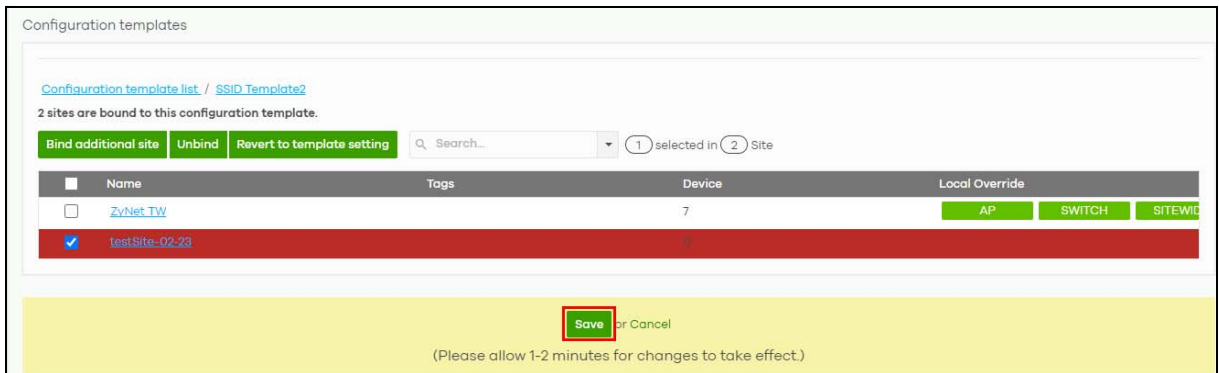 Configuration templates
Configuration template list / SSID Template2
2 sites are bound to this configuration template.
Bind additional site Unbind Revert to template setting Search... 1 selected in 2 Site
Name Tags Device Local Override
ZyNet TW 7 AP SWITCH SITEWID
testSite-02-23
Save or Cancel
(Please allow 1-2 minutes for changes to take effect.)